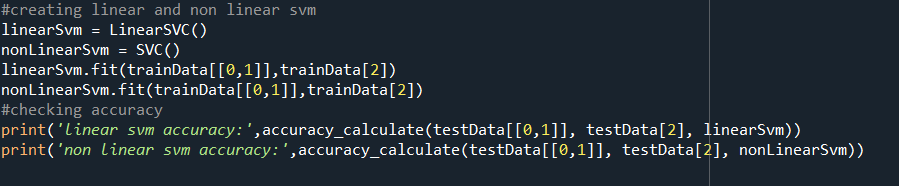 #creating linear and non linear svm
linearSvm = LinearSVC()
nonLinearSvm = SVC()
linearSvm.fit(trainData[[0,1]],trainData[2])
nonLinearSvm.fit(trainData[[0,1]],trainData[2])
#checking accuracy
print('linear svm accuracy:',accuracy_calculate(testData[[0,1]], testData[2], linearSvm))
print('non linear svm accuracy:',accuracy_calculate(testData[[0,1]], testData[2], nonLinearSvm))